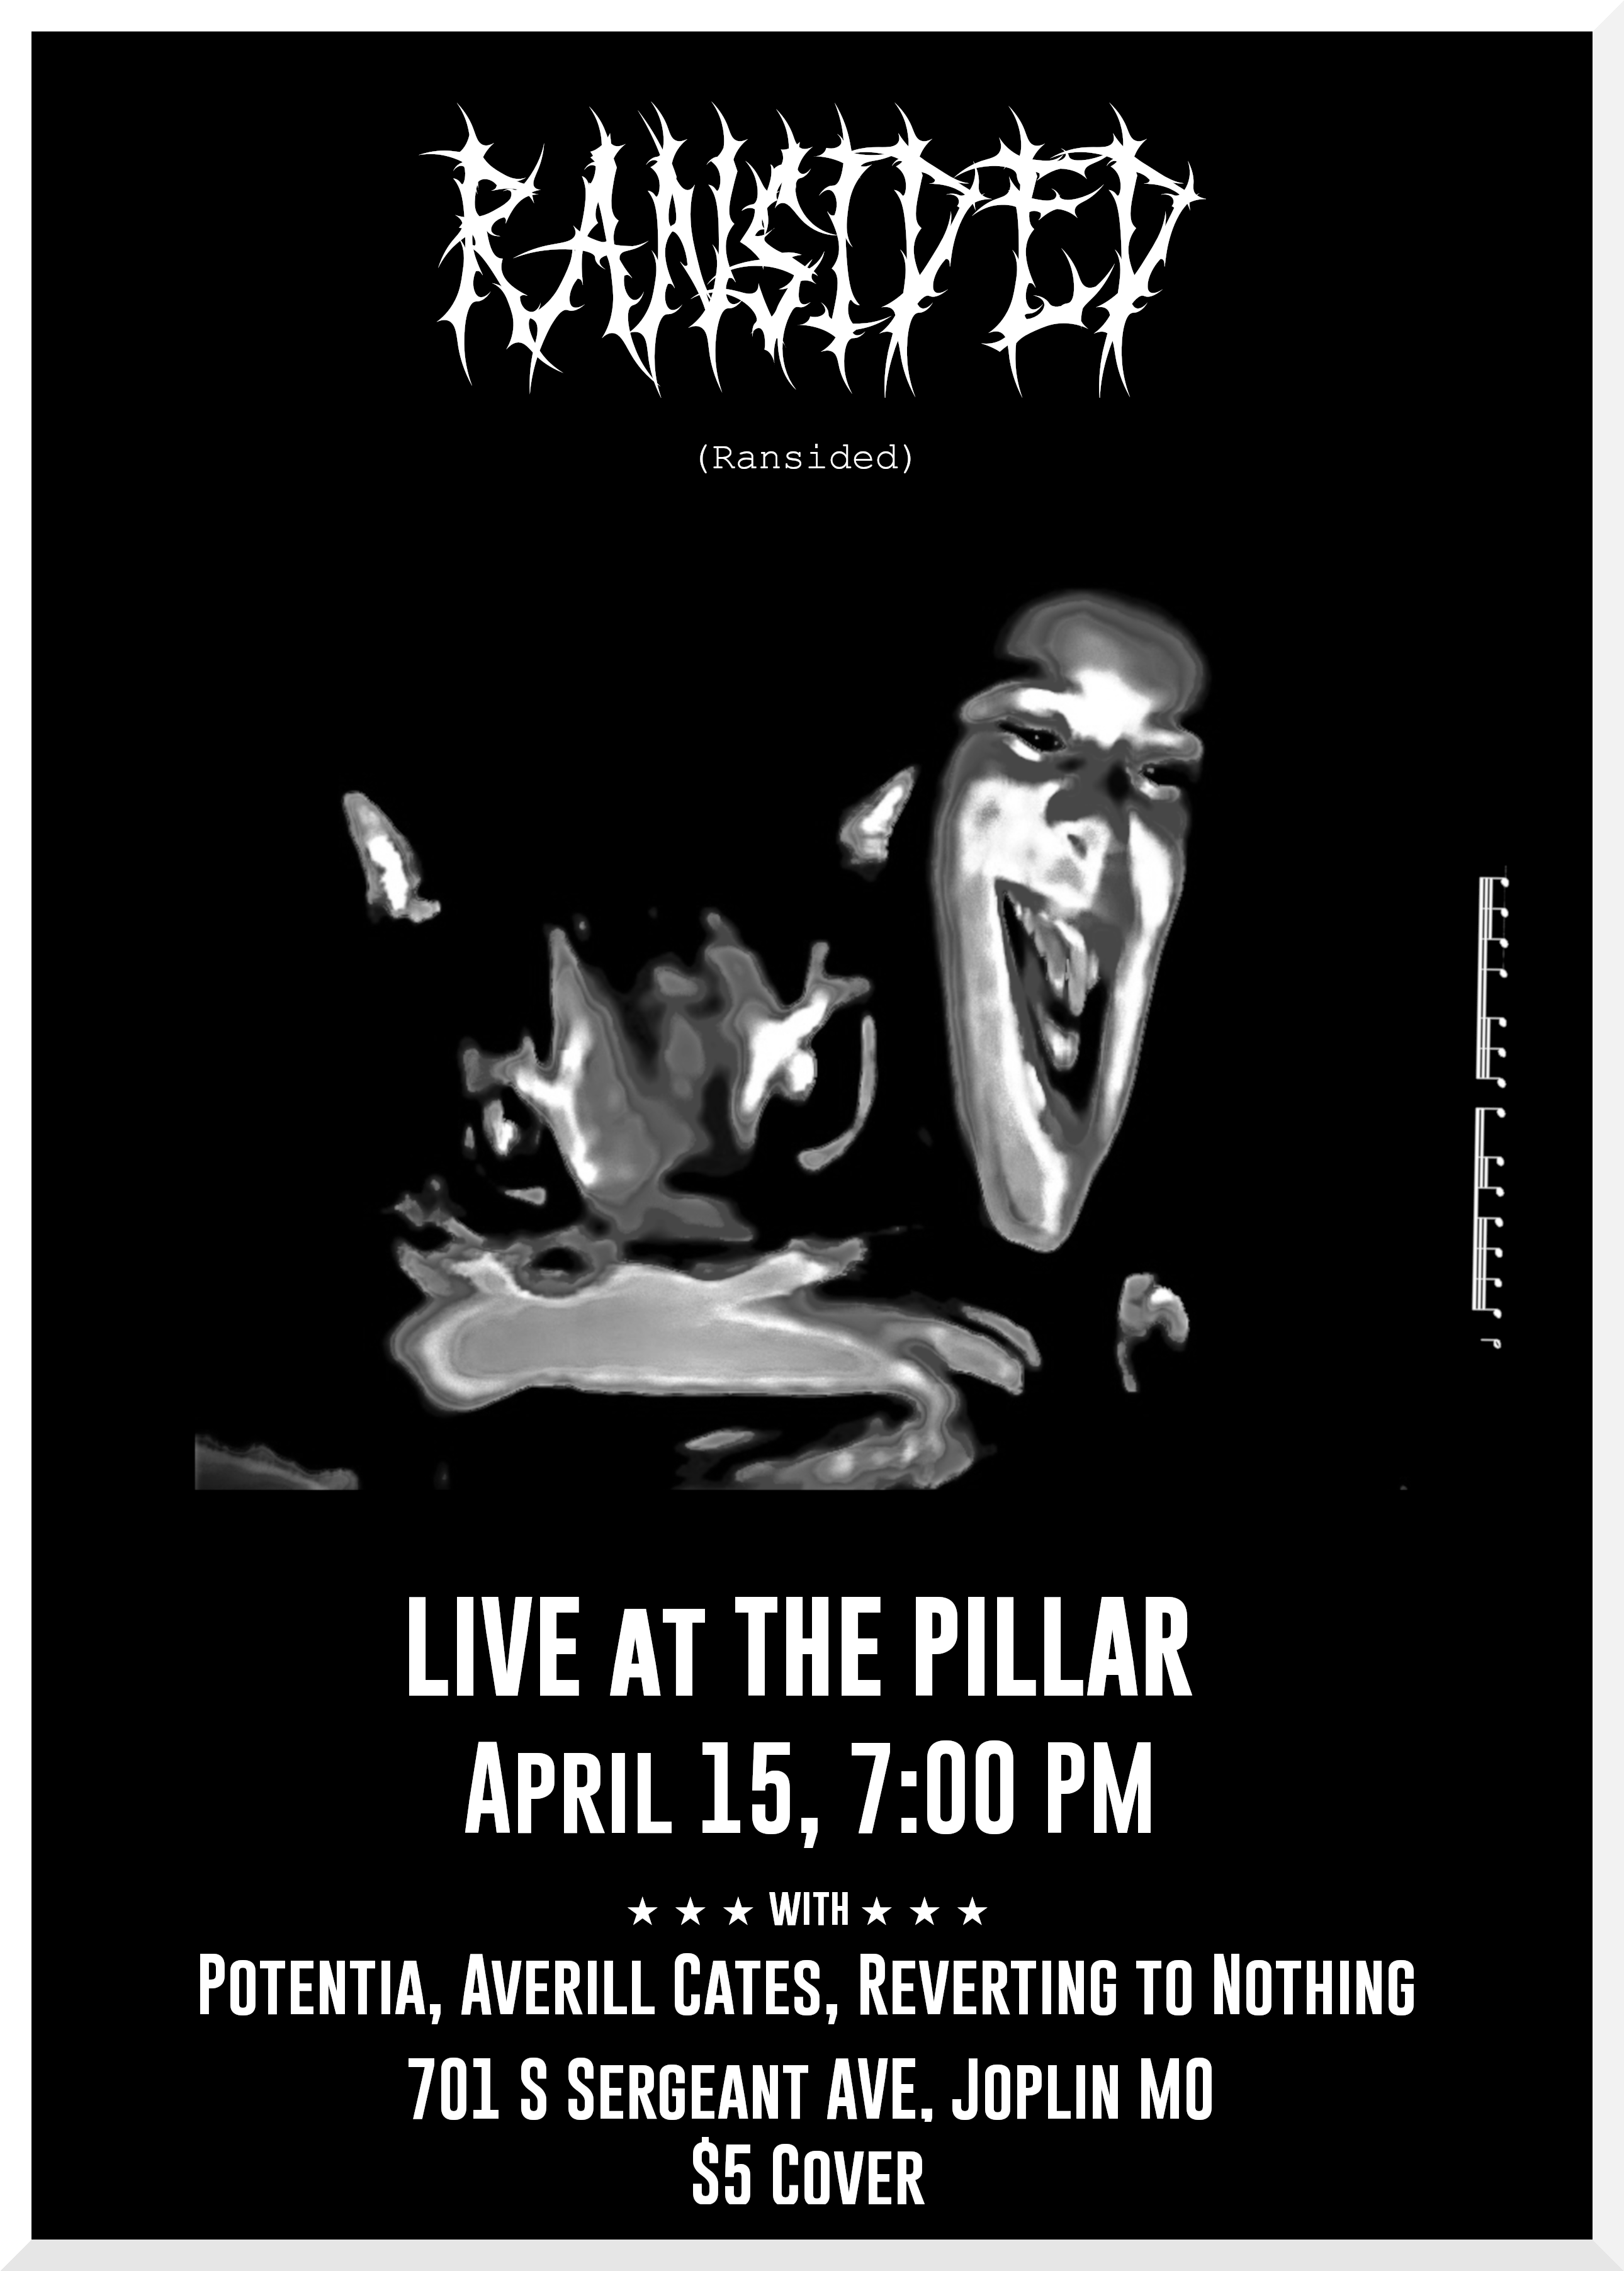 RANSIDED
(Ransided)
LIVE AT THE PILLAR
APRIL 15, 7:00 PM
★ ★ ★ WITH ★ ★ ★
POTENTIA, AVERILL CATES, REVERTING TO NOTHING
701 S SERGEANT AVE, JOPLIN MO
$5 COVER